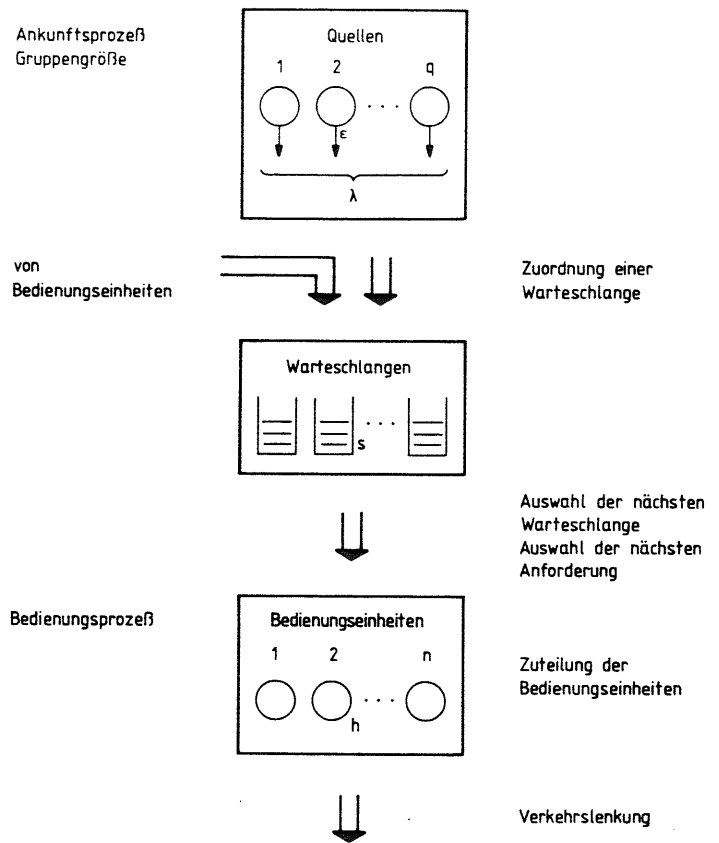 Ankunftsprozeß
Gruppengröße
Quellen
1 2 q
ε
λ
von
Bedienungseinheiten
Zuordnung einer
Warteschlange
Warteschlangen
s
Auswahl der nächsten
Warteschlange
Auswahl der nächsten
Anforderung
Bedienungsprozeß
Bedienungseinheiten
1 2 n
h
Zuteilung der
Bedienungseinheiten
Verkehrslenkung